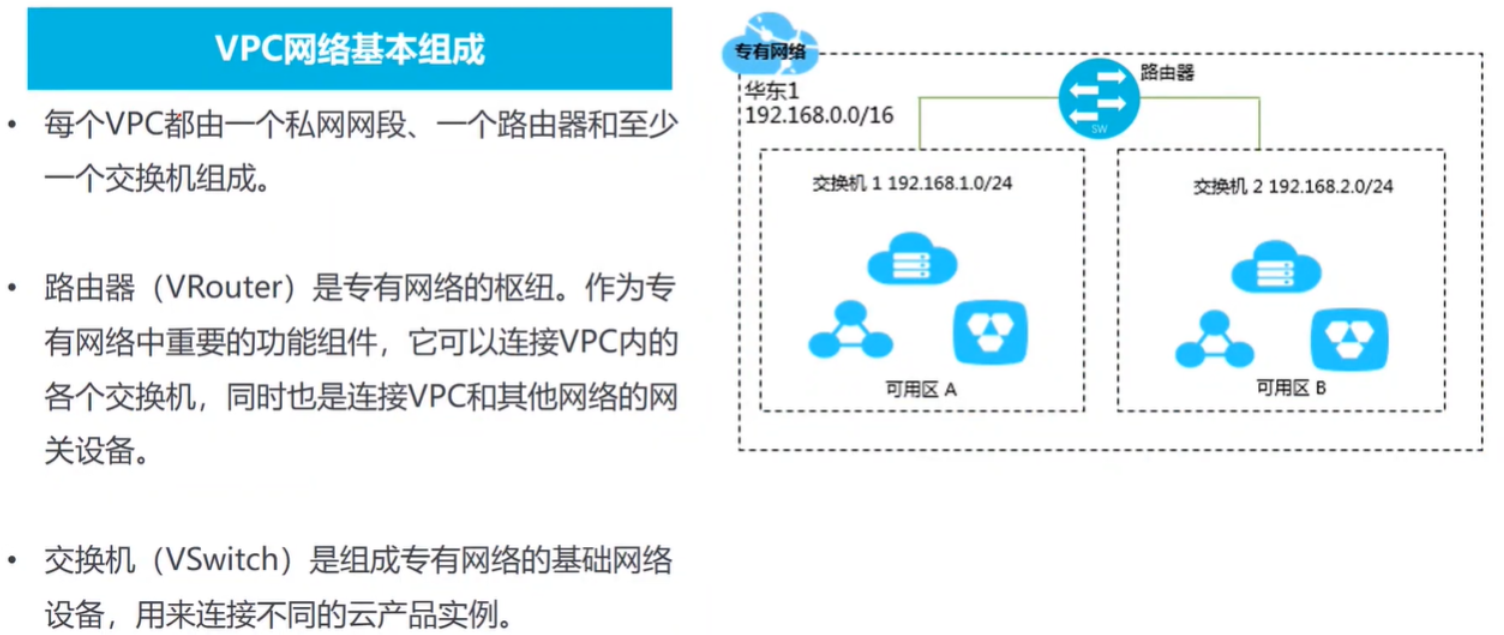 VPC网络基本组成
• 每个VPC都由一个私网网段、一个路由器和至少
一个交换机组成。
• 路由器（VRouter）是专有网络的枢纽。作为专
有网络中重要的功能组件，它可以连接VPC内的
各个交换机，同时也是连接VPC和其他网络的网
关设备。
• 交换机（VSwitch）是组成专有网络的基础网络
设备，用来连接不同的云产品实例。
专有网络
华东1
192.168.0.0/16
路由器
SW
交换机 1 192.168.1.0/24
可用区 A
交换机 2 192.168.2.0/24
可用区 B